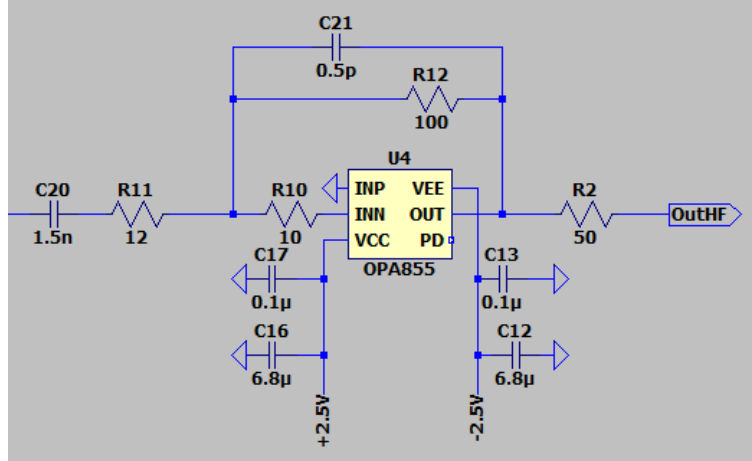 C21
0.5p
R12
100
U4
C20
1.5n
R11
12
R10
10
INP
VEE
INN
OUT
VCC
PD
OPA855
R2
50
OutHF
C17
0.1µ
C13
0.1µ
C16
6.8µ
C12
6.8µ
+2.5V
-2.5V